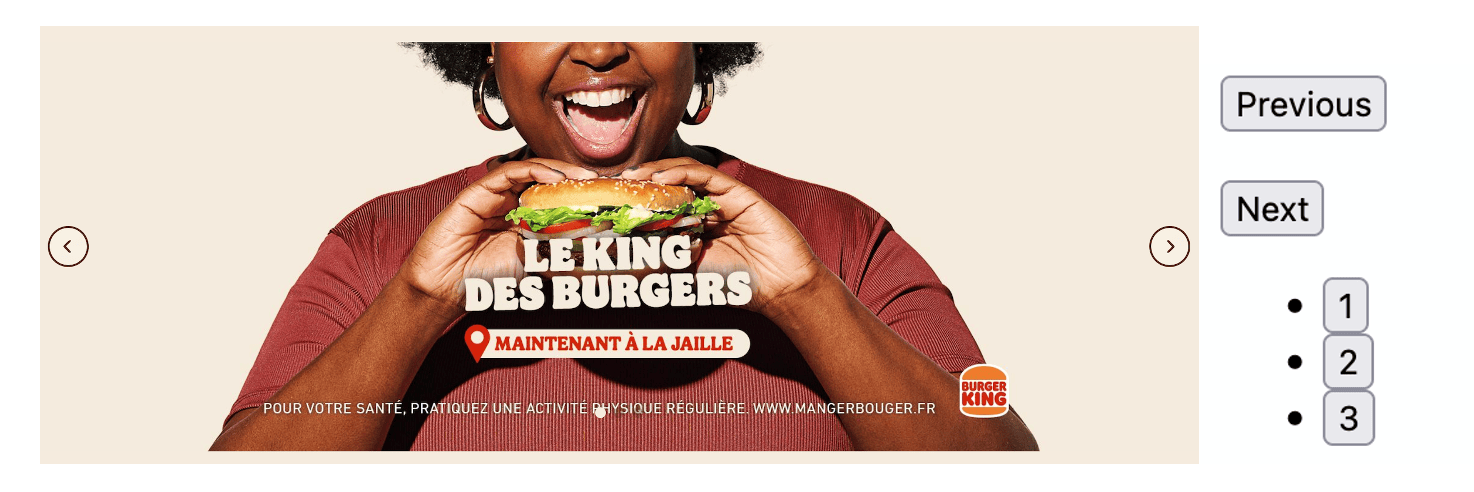 LE KING
DES BURGERS
MAINTENANT À LA JAILLE
POUR VOTRE SANTÉ, PRATIQUEZ UNE ACTIVITÉ PHYSIQUE RÉGULIÈRE. WWW.MANGERBOUGER.FR
BURGER
KING
Previous
Next
1
2
3